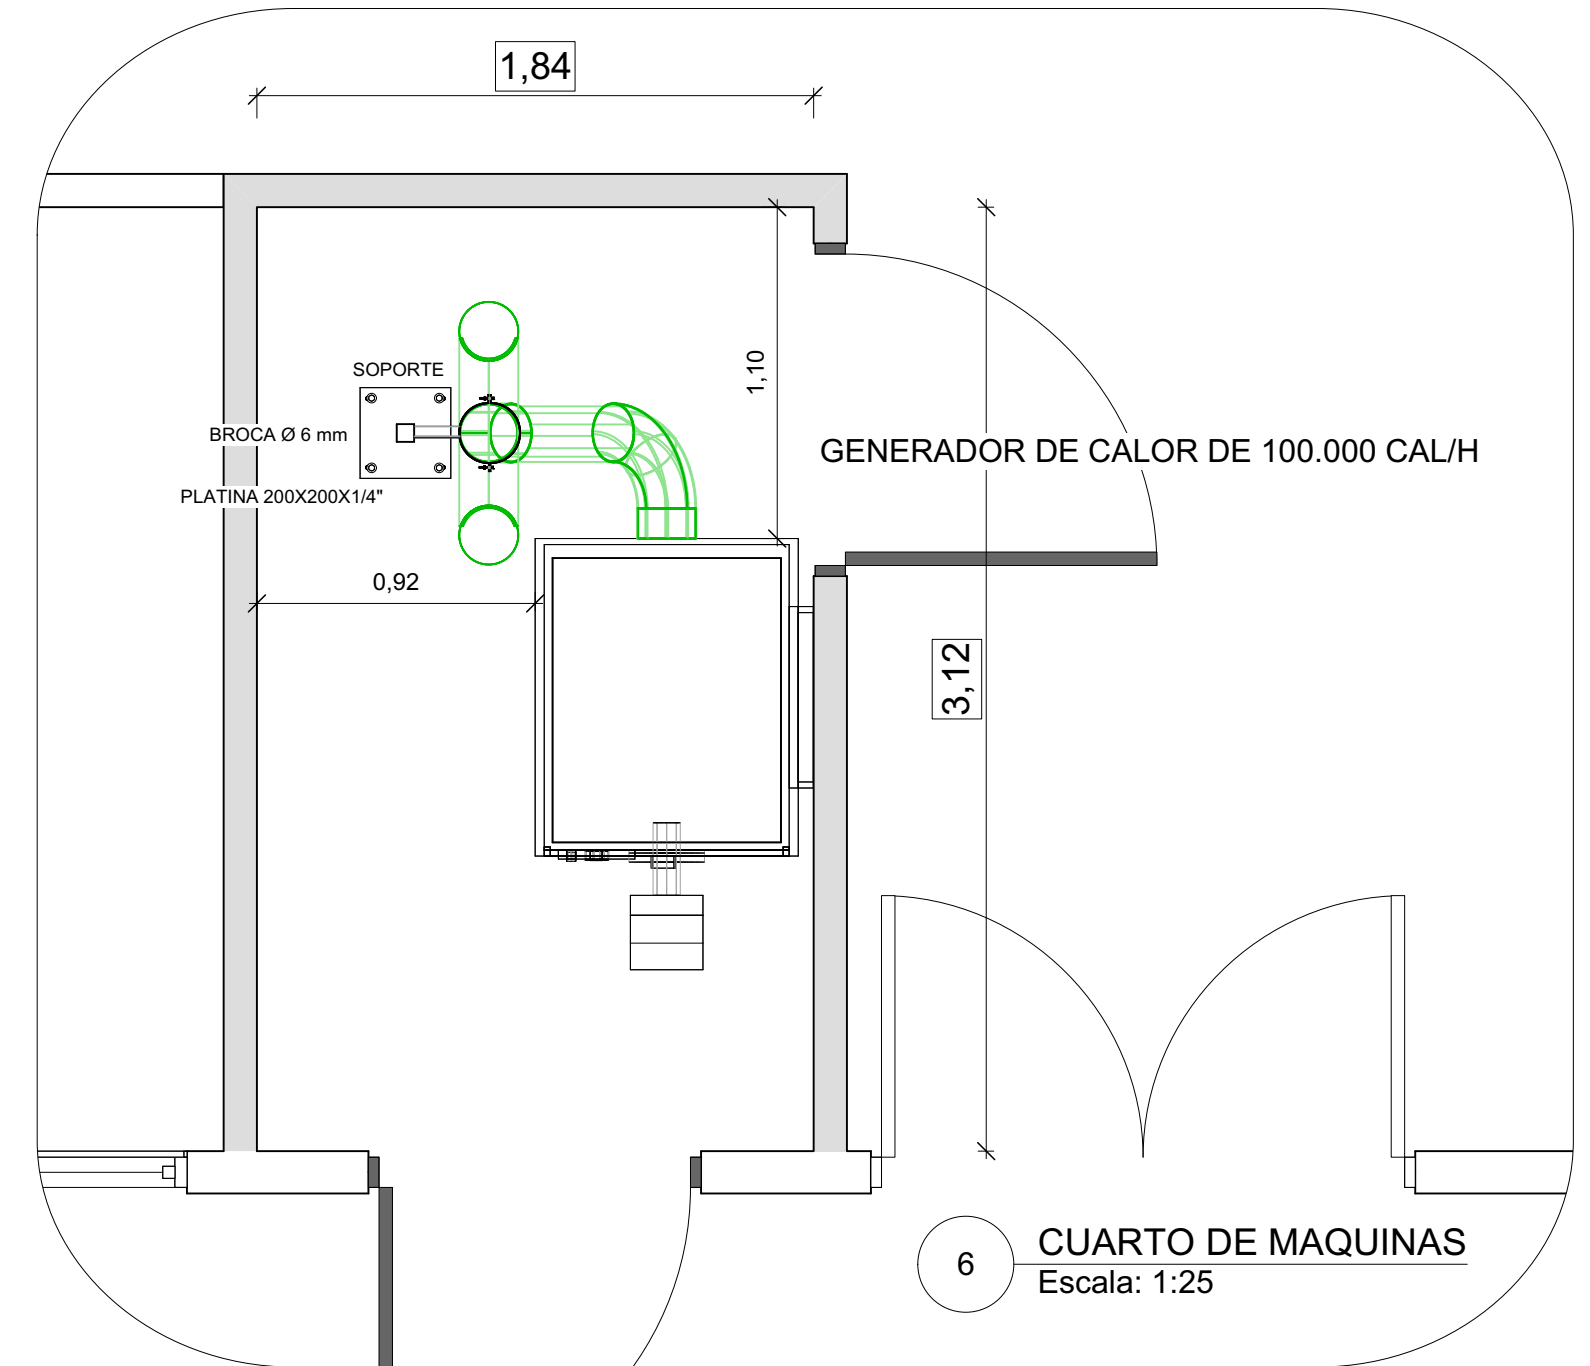 1,84
SOPORTE
1,10
BROCA Ø 6 mm
GENERADOR DE CALOR DE 100.000 CAL/H
PLATINA 200X200X1/4"
0,92
3,12
6
CUARTO DE MAQUINAS
Escala: 1:25